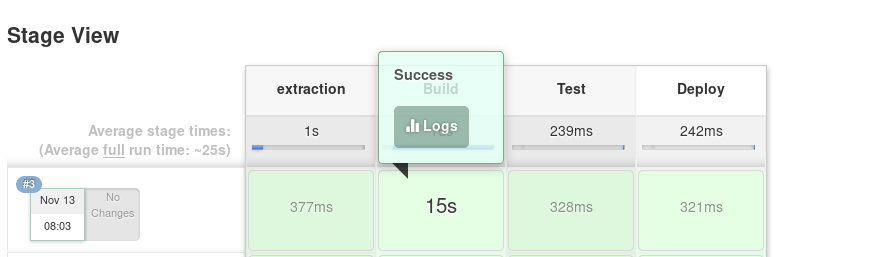 Stage View
Success
extraction
Build
Test
Deploy
Logs
Average stage times:
(Average full run time: ~25s)
1s
239ms
242ms
#3
Nov 13
08:03
No
Changes
377ms
15s
328ms
321ms